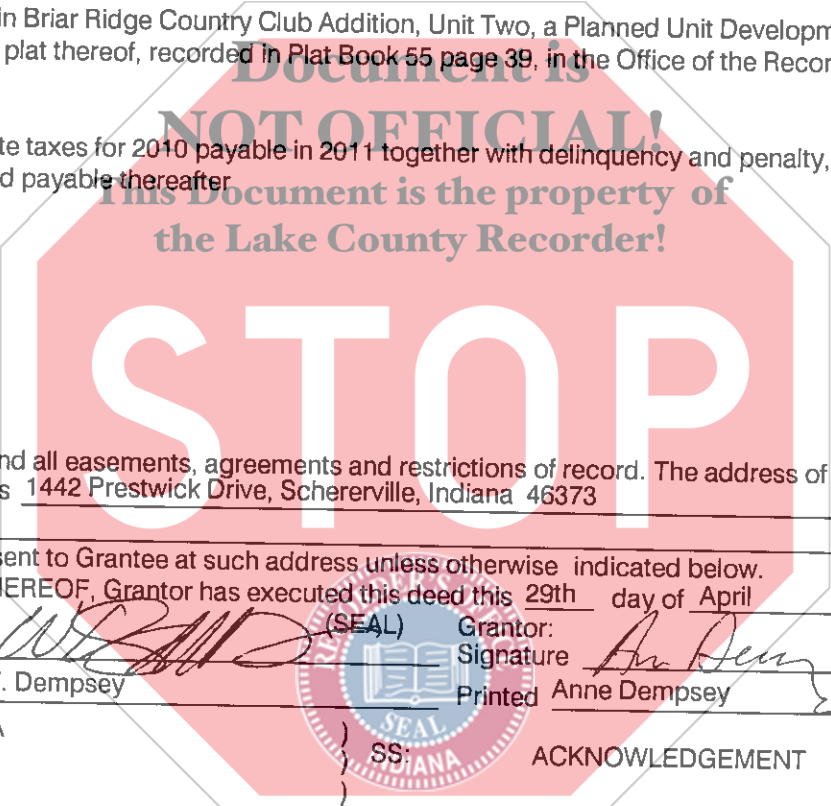 in Briar Ridge Country Club Addition, Unit Two, a Planned Unit Developm
plat thereof, recorded in Plat Book 55 page 39, in the Office of the Recor
Document is
NOT OFFICIAL!
te taxes for 2010 payable in 2011 together with delinquency and penalty,
d payable thereafter
This Document is the property of
the Lake County Recorder!
STOP
nd all easements, agreements and restrictions of record. The address of
s 1442 Prestwick Drive, Schererville, Indiana 46373
sent to Grantee at such address unless otherwise indicated below.
HEREOF, Grantor has executed this deed this 29th day of April
(SEAL) Grantor:
Signature
. Dempsey Printed Anne Dempsey
SEAL
INDIANA
SS: ACKNOWLEDGEMENT